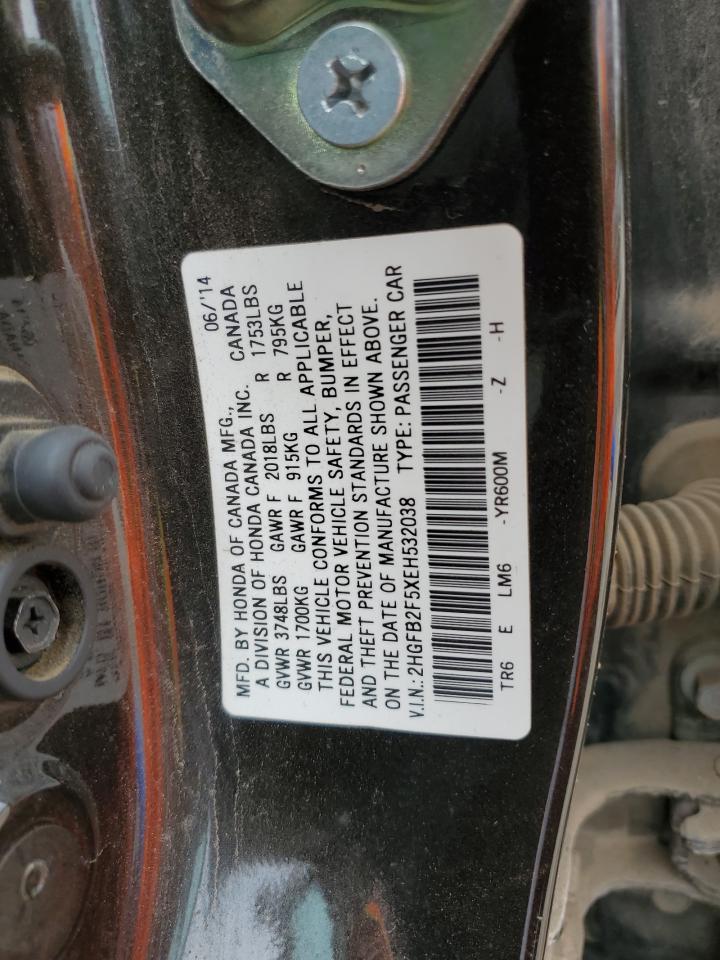 MFD. BY HONDA OF CANADA MFG., 06/'14
A DIVISION OF HONDA CANADA INC. CANADA
GVWR 3748LBS GAWR F 2018LBS R 1753LBS
GVWR 1700KG GAWR F 915KG R 795KG
THIS VEHICLE CONFORMS TO ALL APPLICABLE
FEDERAL MOTOR VEHICLE SAFETY, BUMPER,
AND THEFT PREVENTION STANDARDS IN EFFECT
ON THE DATE OF MANUFACTURE SHOWN ABOVE.
V.I.N.: 2HGFB2F5XEH532038 TYPE: PASSENGER CAR
TR6 E LM6 -YR600M -Z -H